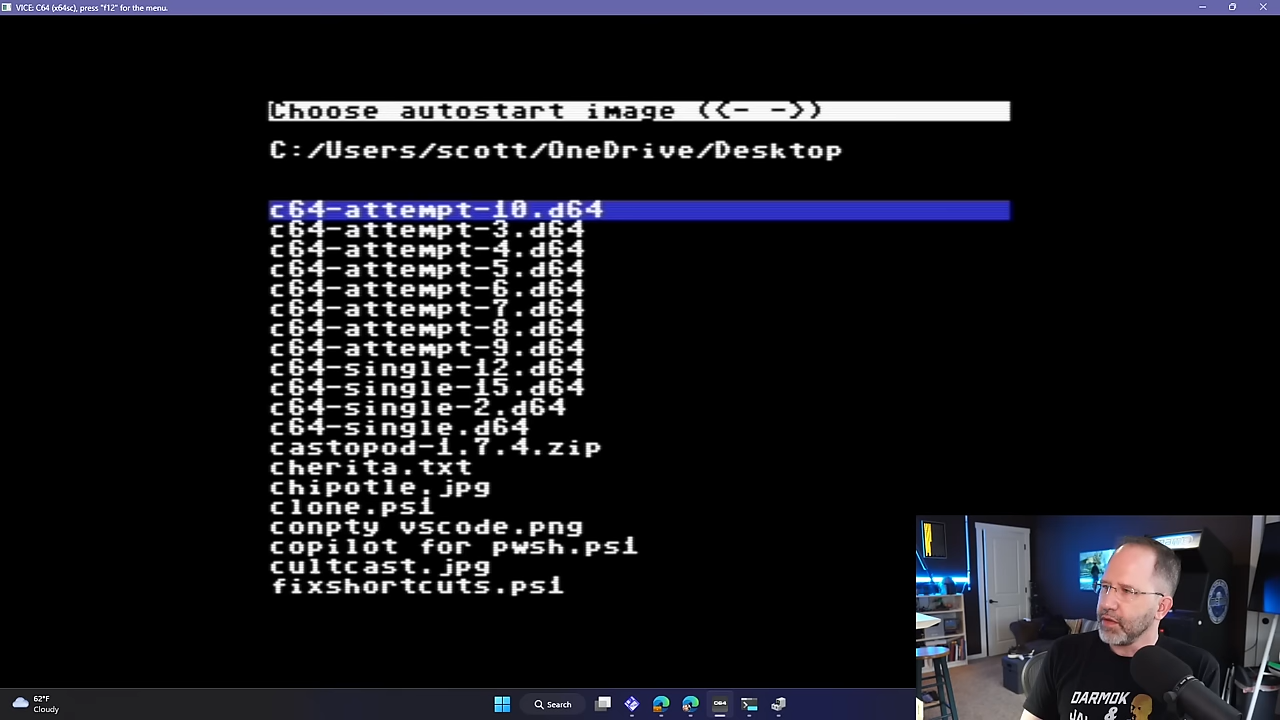 VICE: C64 (x64sc), press "f12" for the menu.
Choose autostart image ((<- ->))
C:/Users/scott/OneDrive/Desktop
c64-attempt-10.d64
c64-attempt-3.d64
c64-attempt-4.d64
c64-attempt-5.d64
c64-attempt-6.d64
c64-attempt-7.d64
c64-attempt-8.d64
c64-attempt-9.d64
c64-single-12.d64
c64-single-15.d64
c64-single-2.d64
c64-single.d64
castopod-1.7.4.zip
cherita.txt
chipotle.jpg
clone.ps1
conpty vscode.png
copilot for pwsh.ps1
cultcast.jpg
fixshortcuts.ps1
DARMOK
&
62°F
Cloudy
Search
C64